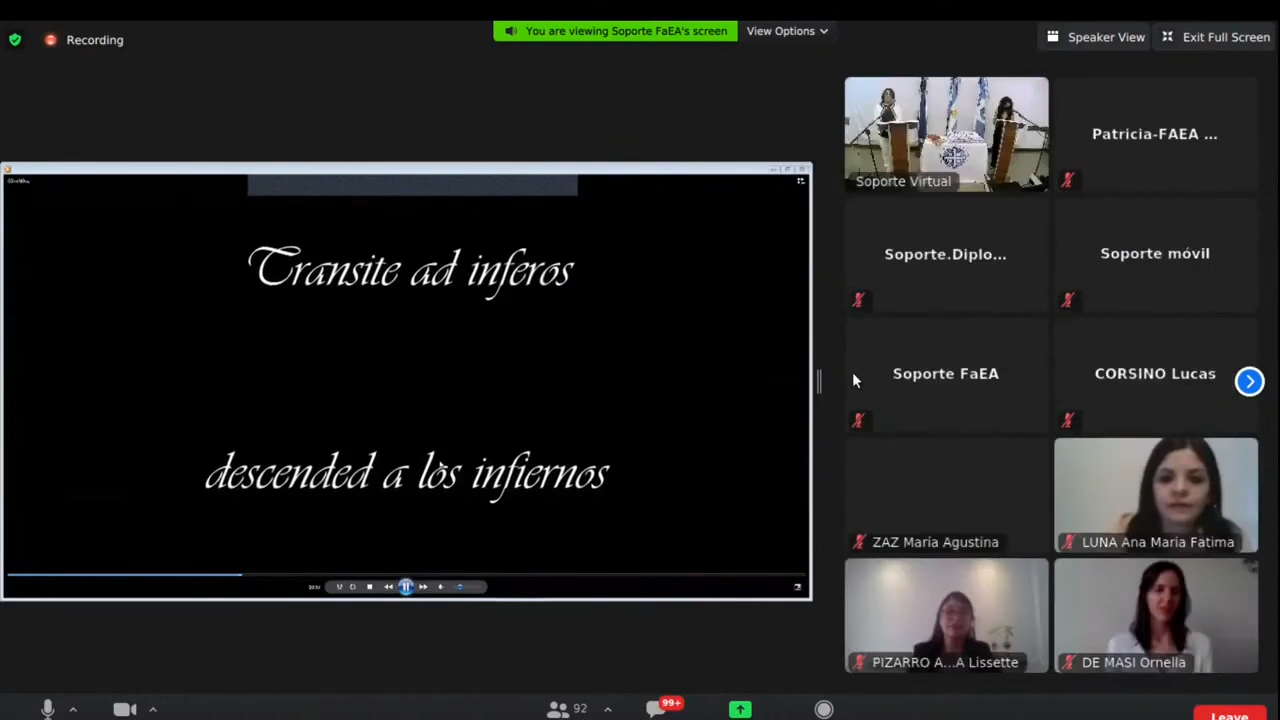 Recording
You are viewing Soporte FaEA's screen
View Options
Speaker View
Exit Full Screen
Transite ad inferos
descended a los infiernos
Soporte Virtual
Patricia-FAEA ...
Soporte.Diplo...
Soporte móvil
Soporte FaEA
CORSINO Lucas
ZAZ María Agustina
LUNA Ana Maria Fatima
PIZARRO A...A Lissette
DE MASI Ornella
92
99+
Leave